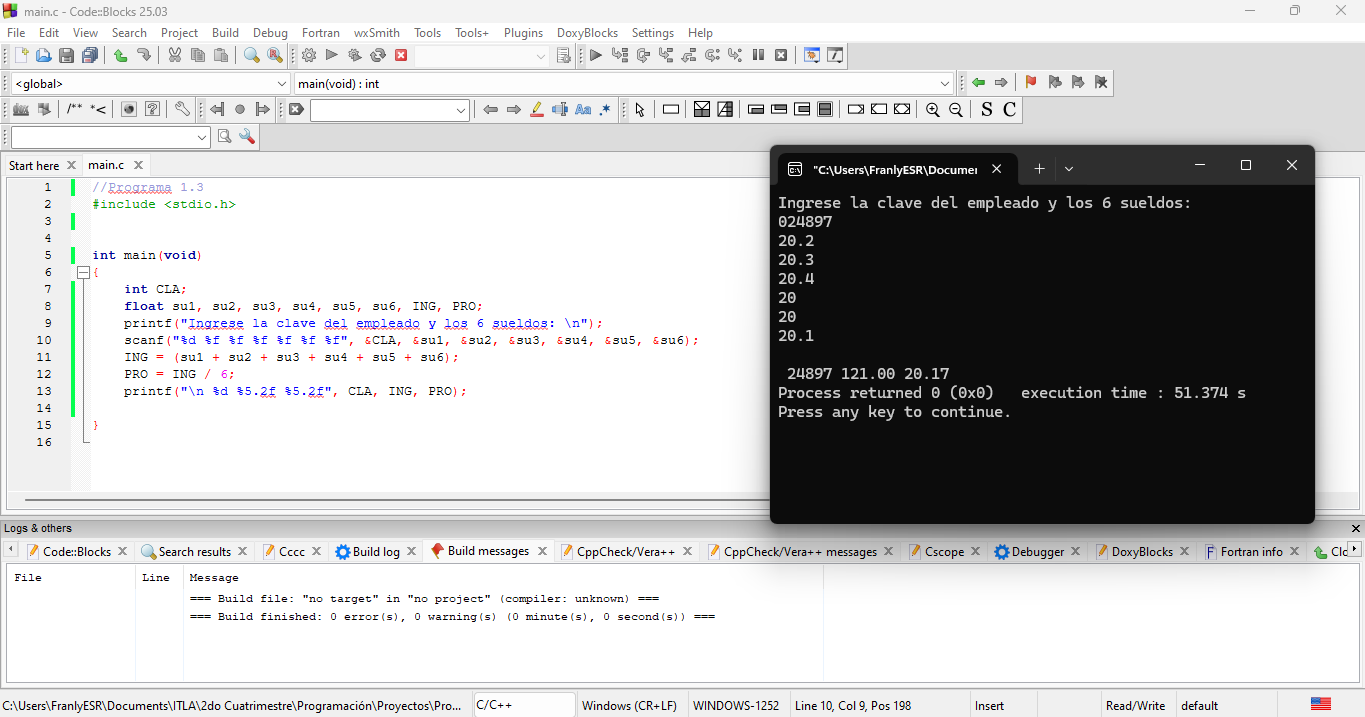 main.c - Code::Blocks 25.03
File Edit View Search Project Build Debug Fortran wxSmith Tools Tools+ Plugins DoxyBlocks Settings Help
<global> main(void) : int
/** *< Aa .* S C
Start here main.c
1 //Programa 1.3
2 #include <stdio.h>
3
4
5 int main(void)
6 {
7 int CLA;
8 float su1, su2, su3, su4, su5, su6, ING, PRO;
9 printf("Ingrese la clave del empleado y los 6 sueldos: \n");
10 scanf("%d %f %f %f %f %f %f", &CLA, &su1, &su2, &su3, &su4, &su5, &su6);
11 ING = (su1 + su2 + su3 + su4 + su5 + su6);
12 PRO = ING / 6;
13 printf("\n %d %5.2f %5.2f", CLA, ING, PRO);
14
15 }
16
"C:\Users\FranlyESR\Documen
Ingrese la clave del empleado y los 6 sueldos:
024897
20.2
20.3
20.4
20
20
20.1
24897 121.00 20.17
Process returned 0 (0x0) execution time : 51.374 s
Press any key to continue.
Logs & others
Code::Blocks Search results Cccc Build log Build messages CppCheck/Vera++ CppCheck/Vera++ messages Cscope Debugger DoxyBlocks Fortran info Clo
File Line Message
=== Build file: "no target" in "no project" (compiler: unknown) ===
=== Build finished: 0 error(s), 0 warning(s) (0 minute(s), 0 second(s)) ===
C:\Users\FranlyESR\Documents\ITLA\2do Cuatrimestre\Programación\Proyectos\Pro... C/C++ Windows (CR+LF) WINDOWS-1252 Line 10, Col 9, Pos 198 Insert Read/Write default